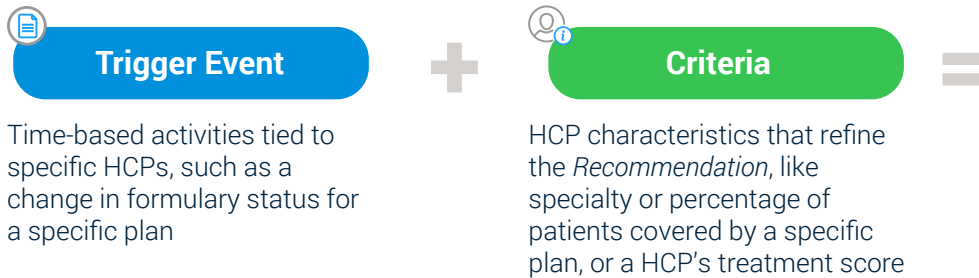 Trigger Event
Time-based activities tied to
specific HCPs, such as a
change in formulary status for
a specific plan
+
Criteria
i
HCP characteristics that refine
the Recommendation, like
specialty or percentage of
patients covered by a specific
plan, or a HCP's treatment score
=